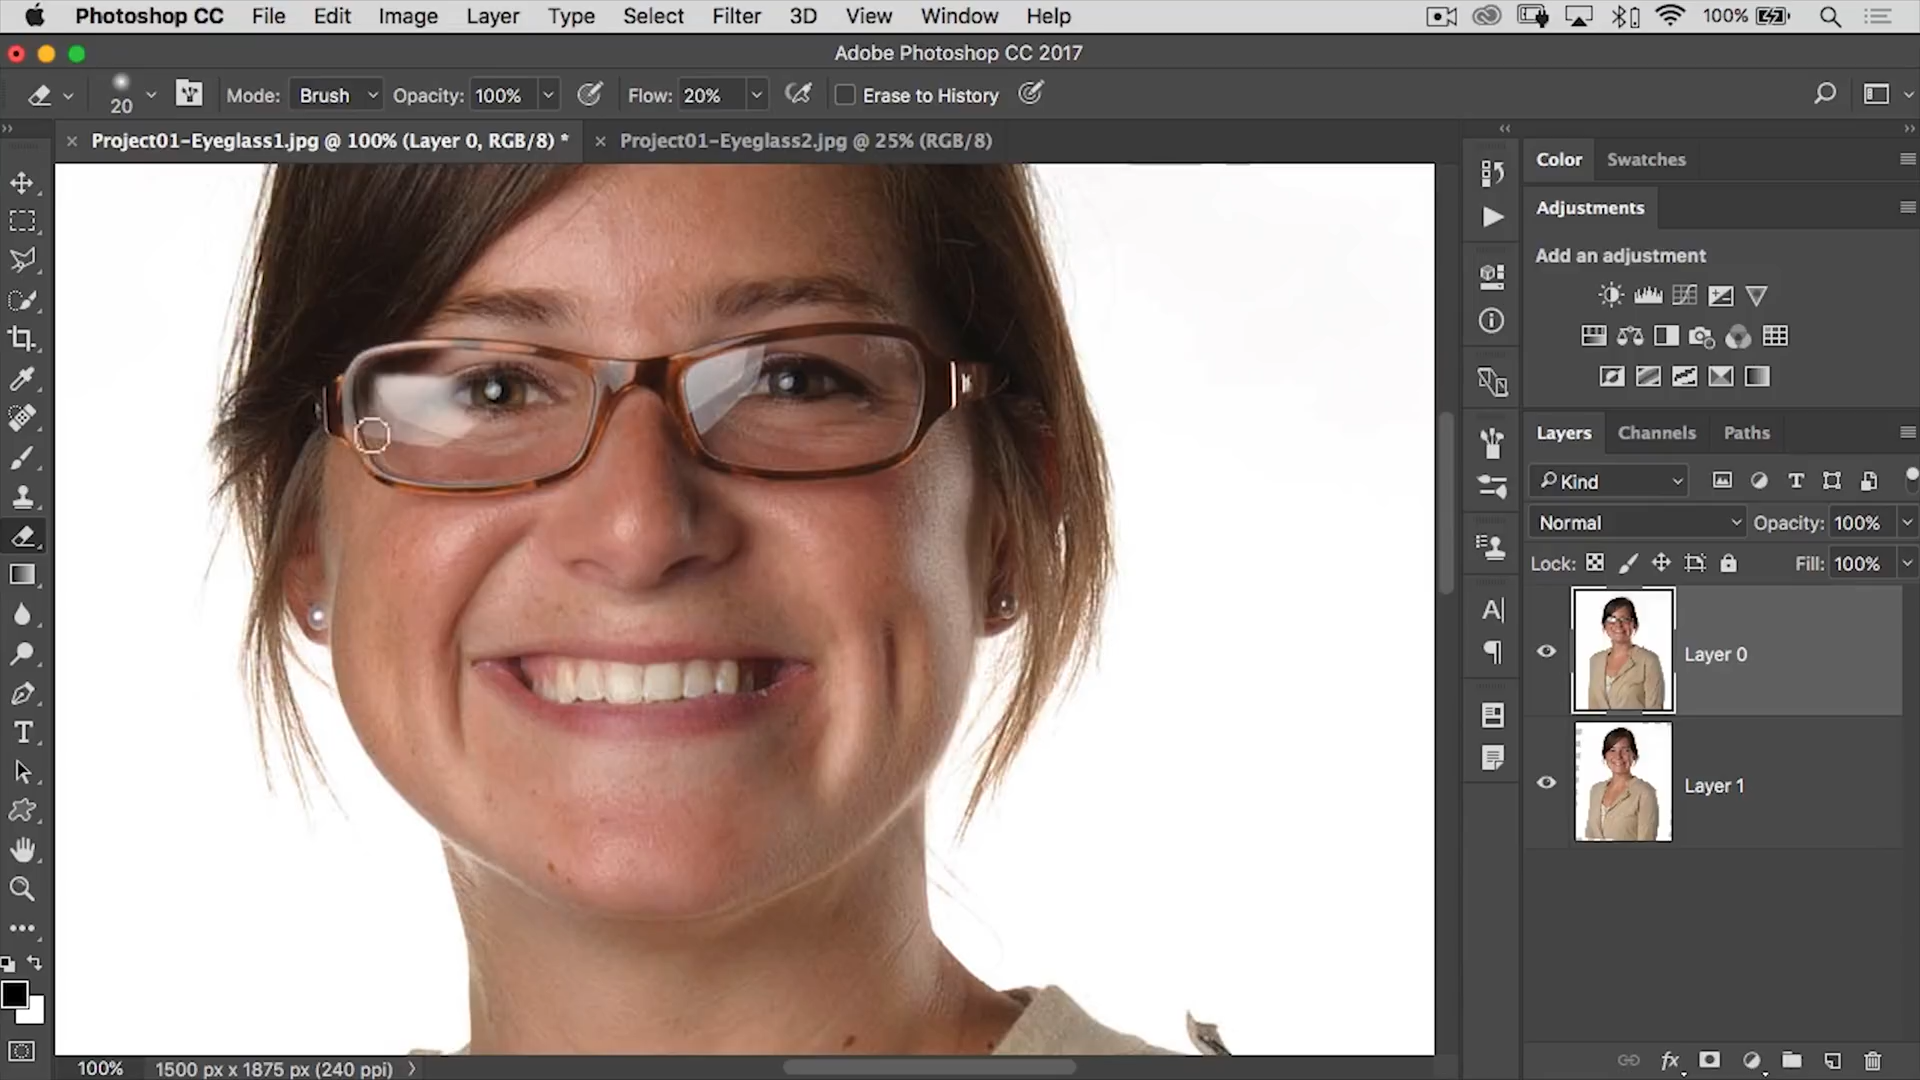 Photoshop CC File Edit Image Layer Type Select Filter 3D View Window Help 100%
Adobe Photoshop CC 2017
20 Mode: Brush Opacity: 100% Flow: 20% Erase to History
Project01-Eyeglass1.jpg @ 100% (Layer 0, RGB/8) * Project01-Eyeglass2.jpg @ 25% (RGB/8)
Color Swatches
Adjustments
Add an adjustment
Layers Channels Paths
Kind
Normal Opacity: 100%
Lock: Fill: 100%
Layer 0
Layer 1
100% 1500 px x 1875 px (240 ppi)